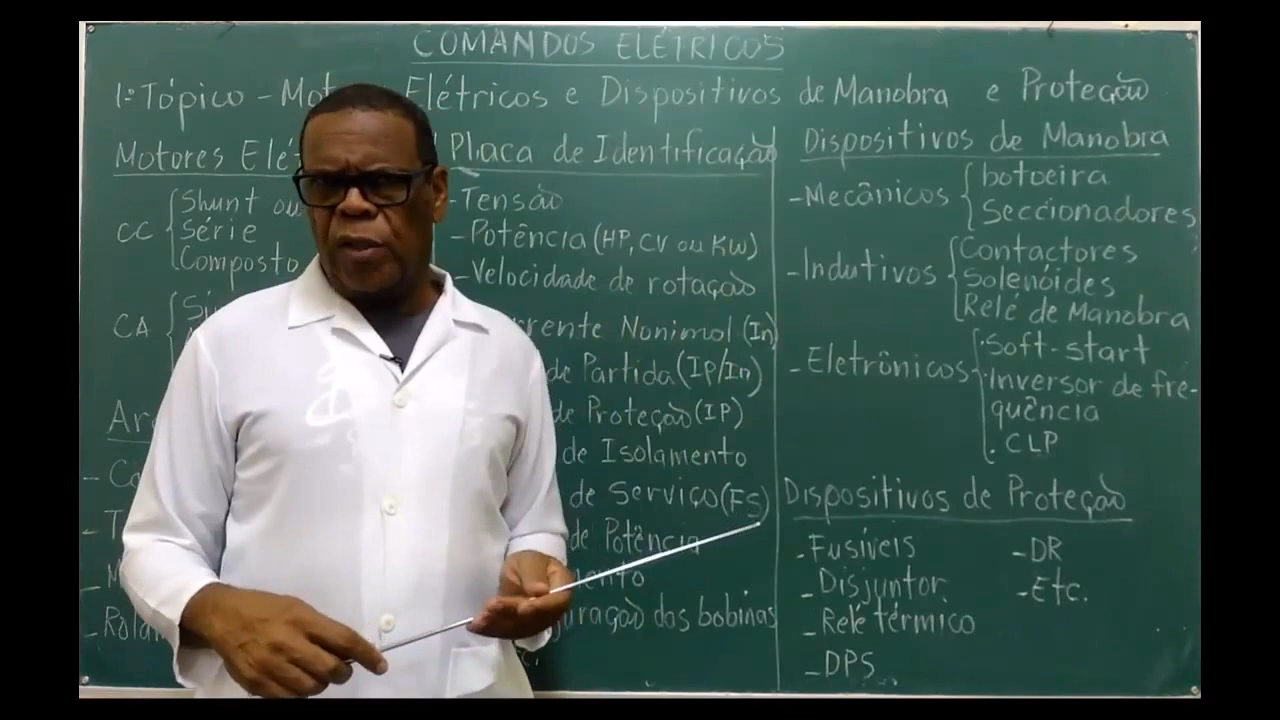 COMANDOS ELÉTRICOS
1º Tópico - Mot Elétricos e Dispositivos de Manobra e Proteção
Motores Elé
CC
Shunt ou
Série
Composto
CA
- Ca
- T
- M
- Rolam
Placa de Identificação
- Tensão
- Potência (HP, CV ou KW)
- Velocidade de rotação
rrente Nonimol (In)
de Partida (Ip/In)
de Proteção (IP)
de Isolamento
de Serviço (FS)
de Potência
ento
uração das bobinas
Dispositivos de Manobra
- Mecânicos
botoeira
Seccionadores
- Indutivos
Contactores
Solenóides
Relé de Manobra
- Eletrônicos
. Soft-start
. Inversor de fre-
quência
. CLP
Dispositivos de Proteção
- Fusíveis
- Disjuntor
- Relé térmico
- DPS
- DR
- Etc.